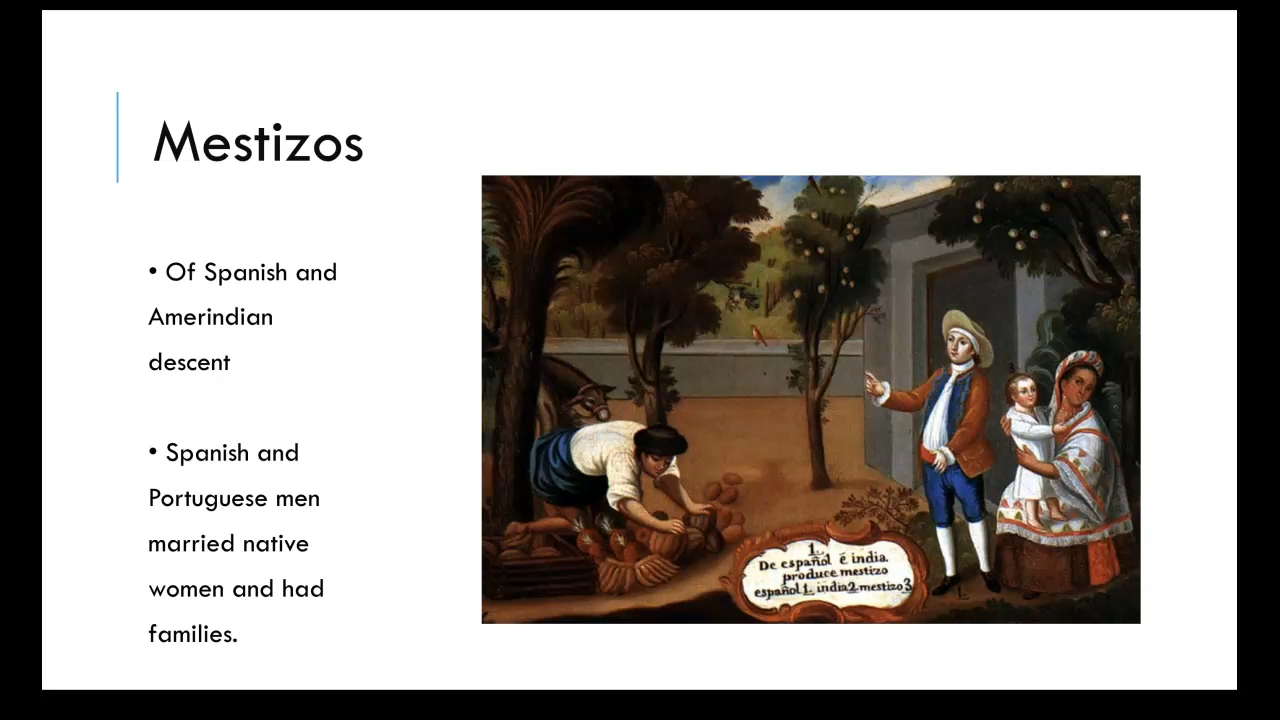 Mestizos
• Of Spanish and
Amerindian
descent
• Spanish and
Portuguese men
married native
women and had
families.
1.
De español é india.
produce mestizo
español 1. india 2 mestizo 3